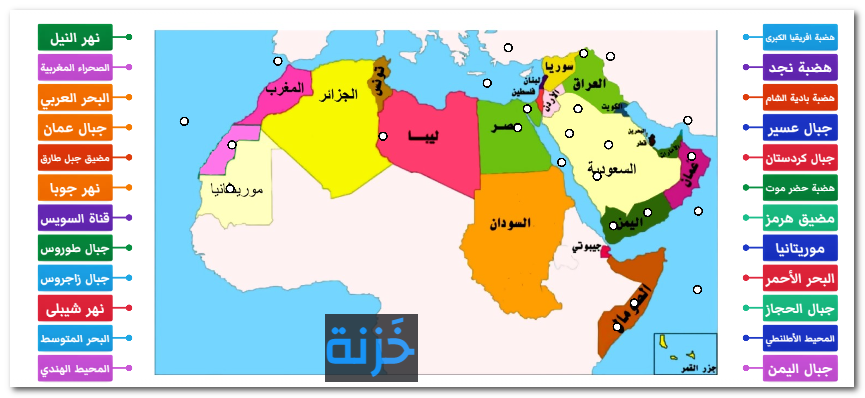 هضبة افريقيا الكبرى
هضبة نجد
هضبة بادية الشام
جبال عسير
جبال كردستان
هضبة حضر موت
مضيق هرمز
موريتانيا
البحر الأحمر
جبال الحجاز
المحيط الأطلنطي
جبال اليمن
سوريا
لبنان
فلسطين
الأردن
العراق
الكويت
البحرين
قطر
السعودية
عمان
اليمن
جيبوتي
الصومال
جزر القمر
مصر
السودان
ليبيا
تونس
الجزائر
المغرب
موريتانيا
خَزنة
نهر النيل
الصحراء المغربية
البحر العربي
جبال عمان
مضيق جبل طارق
نهر جوبا
قناة السويس
جبال طوروس
جبال زاجروس
نهر شيبلى
البحر المتوسط
المحيط الهندي